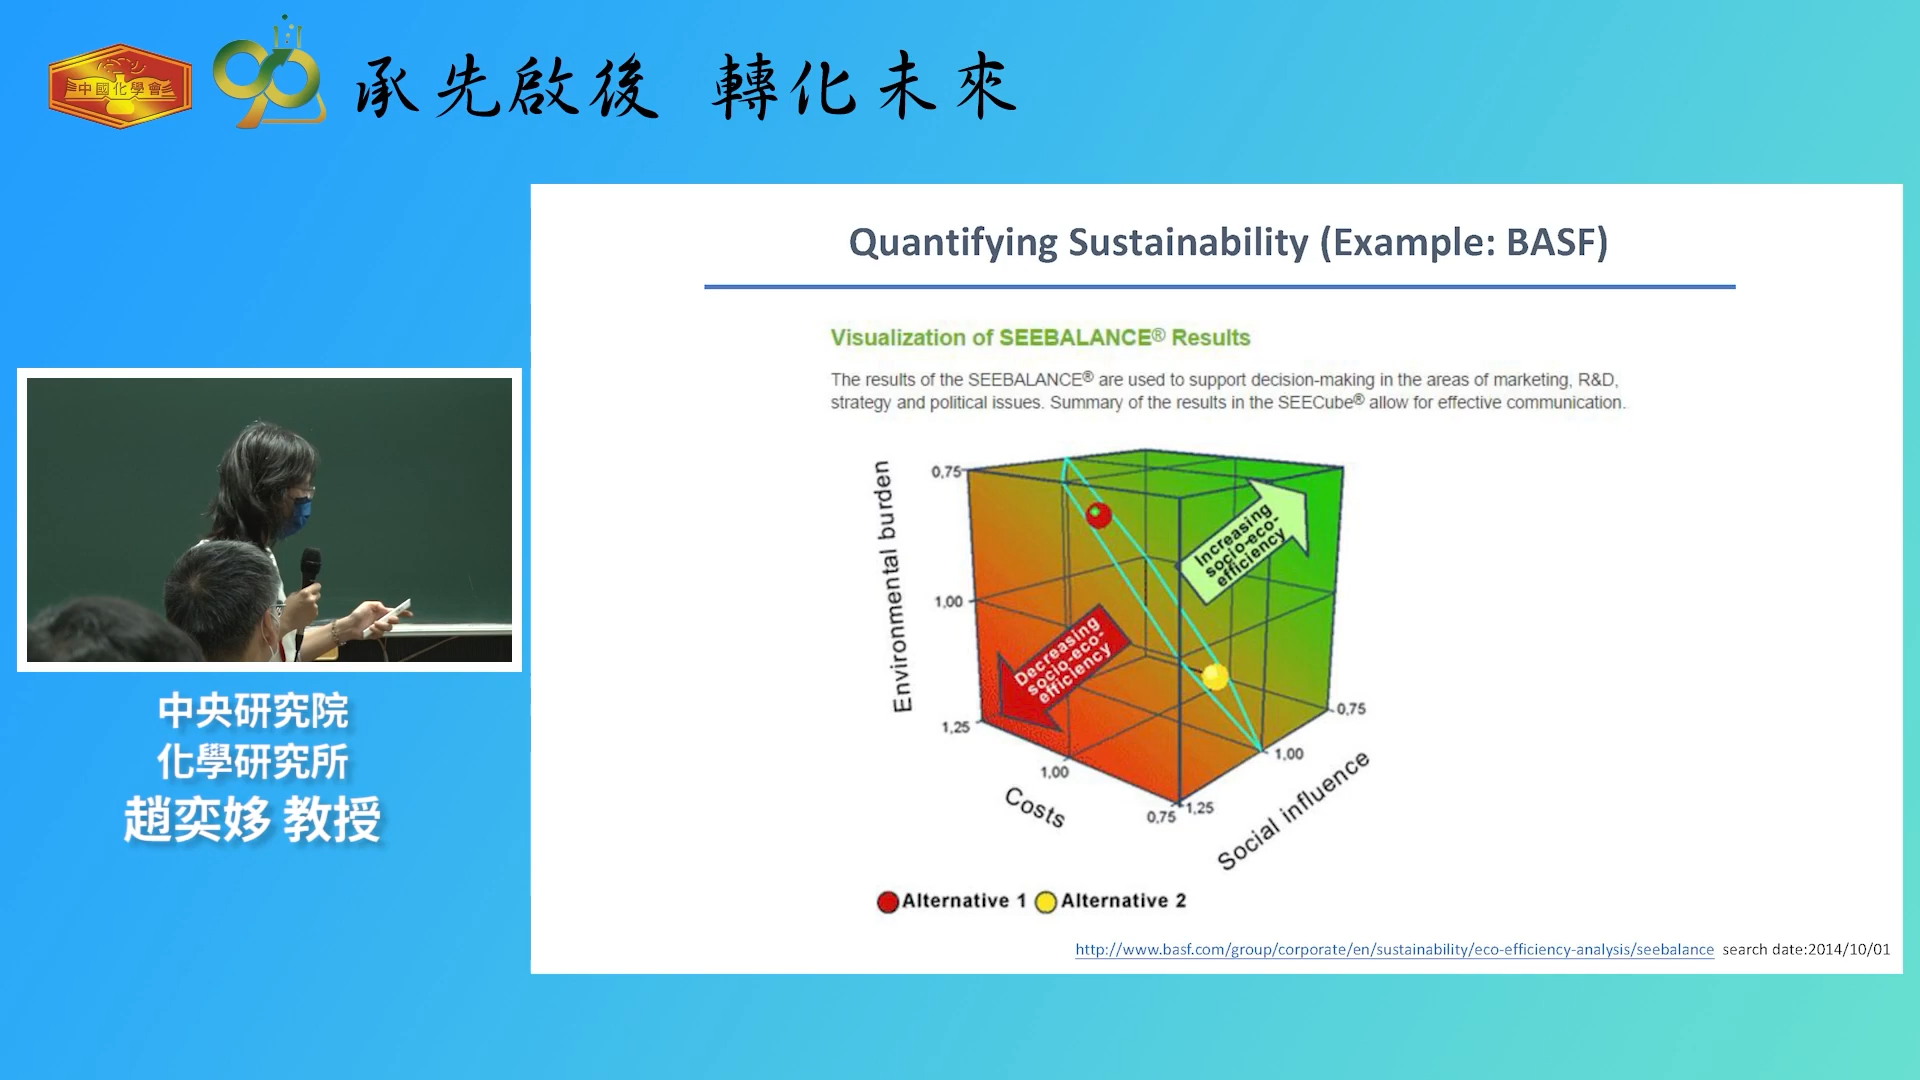 中國化學會
90
承先啟後 轉化未來
Quantifying Sustainability (Example: BASF)
Visualization of SEEBALANCE® Results
The results of the SEEBALANCE® are used to support decision-making in the areas of marketing, R&D,
strategy and political issues. Summary of the results in the SEECube® allow for effective communication.
Environmental burden
0,75
1,00
1,25
Increasing
socio-eco-
efficiency
Decreasing
socio-eco-
efficiency
1,00
0,75
Costs
1,25
1,00
0,75
Social influence
Alternative 1
Alternative 2
http://www.basf.com/group/corporate/en/sustainability/eco-efficiency-analysis/seebalance search date:2014/10/01
中央研究院
化學研究所
趙奕姼 教授